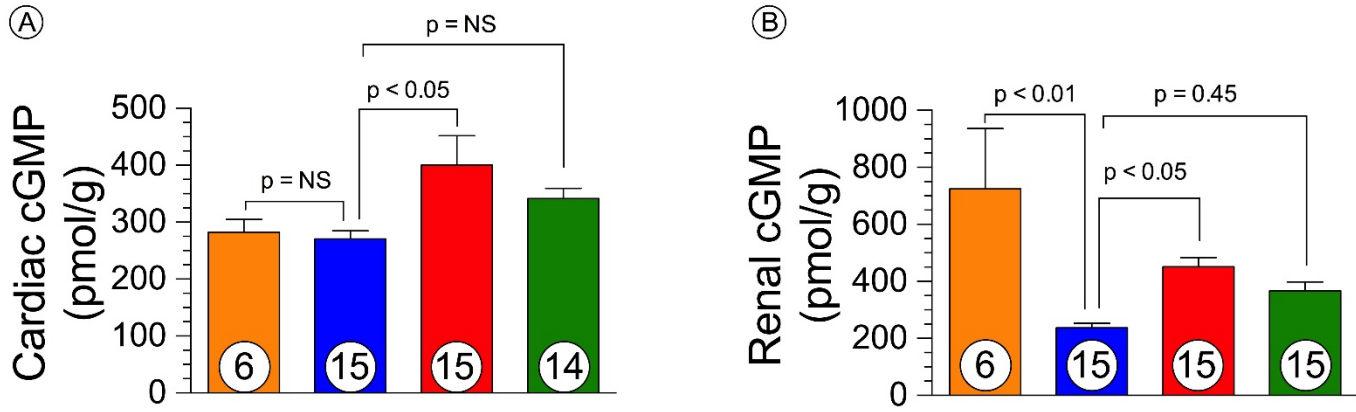 A
p = NS
p < 0.05
p = NS
Cardiac cGMP
(pmol/g)
500
400
300
200
100
0
6
15
15
14
B
p < 0.01
p = 0.45
p < 0.05
Renal cGMP
(pmol/g)
1000
800
600
400
200
0
6
15
15
15